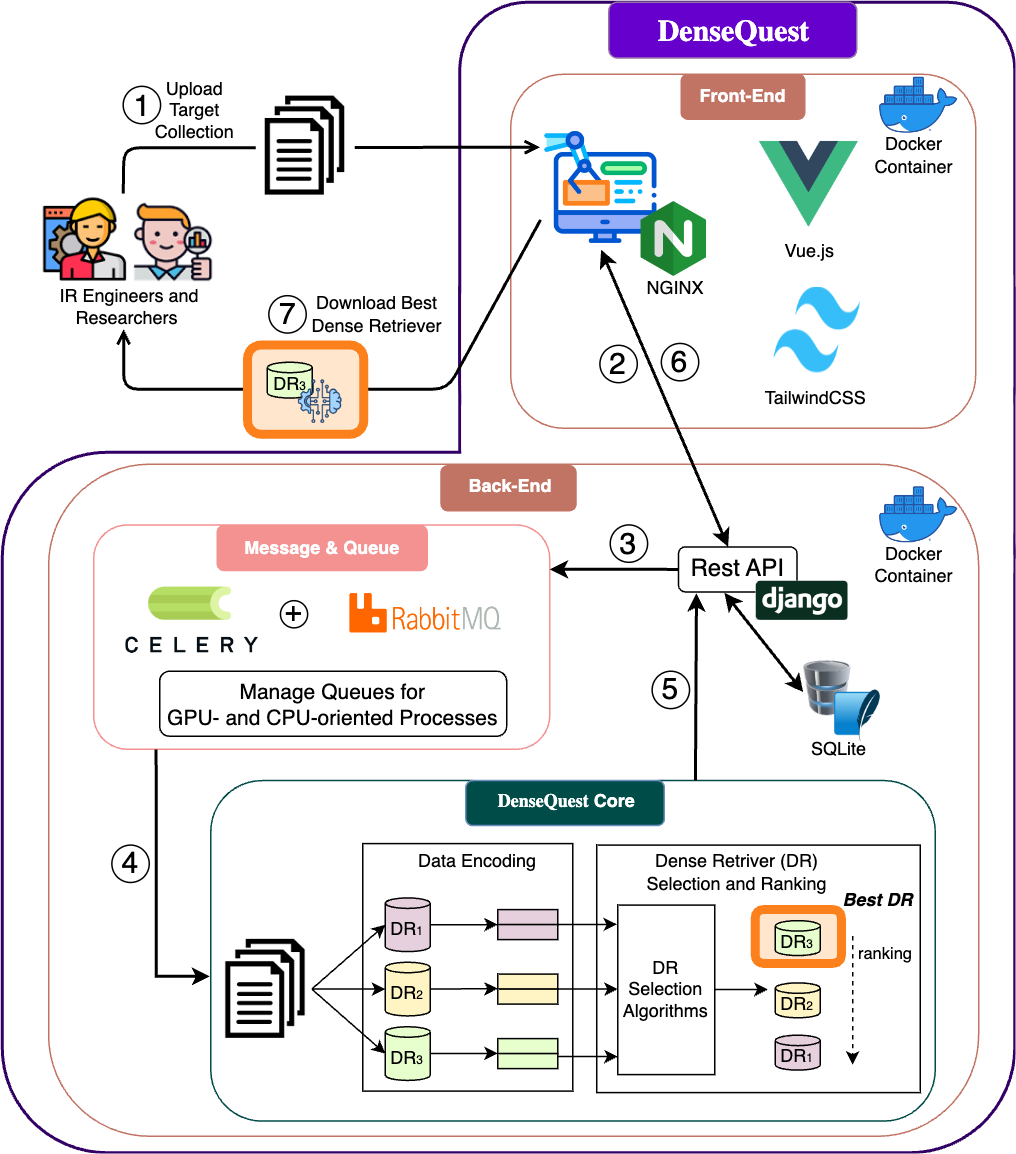 DenseQuest
Front-End
Docker
Container
1
Upload
Target
Collection
IR Engineers and
Researchers
7
Download Best
Dense Retriever
DR3
N
NGINX
Vue.js
TailwindCSS
2
6
Back-End
Docker
Container
Message & Queue
CELERY
+
RabbitMQ
Manage Queues for
GPU- and CPU-oriented Processes
3
Rest API
django
SQLite
5
4
DenseQuest Core
Data Encoding
DR1
DR2
DR3
Dense Retriver (DR)
Selection and Ranking
DR
Selection
Algorithms
Best DR
DR3
ranking
DR2
DR1